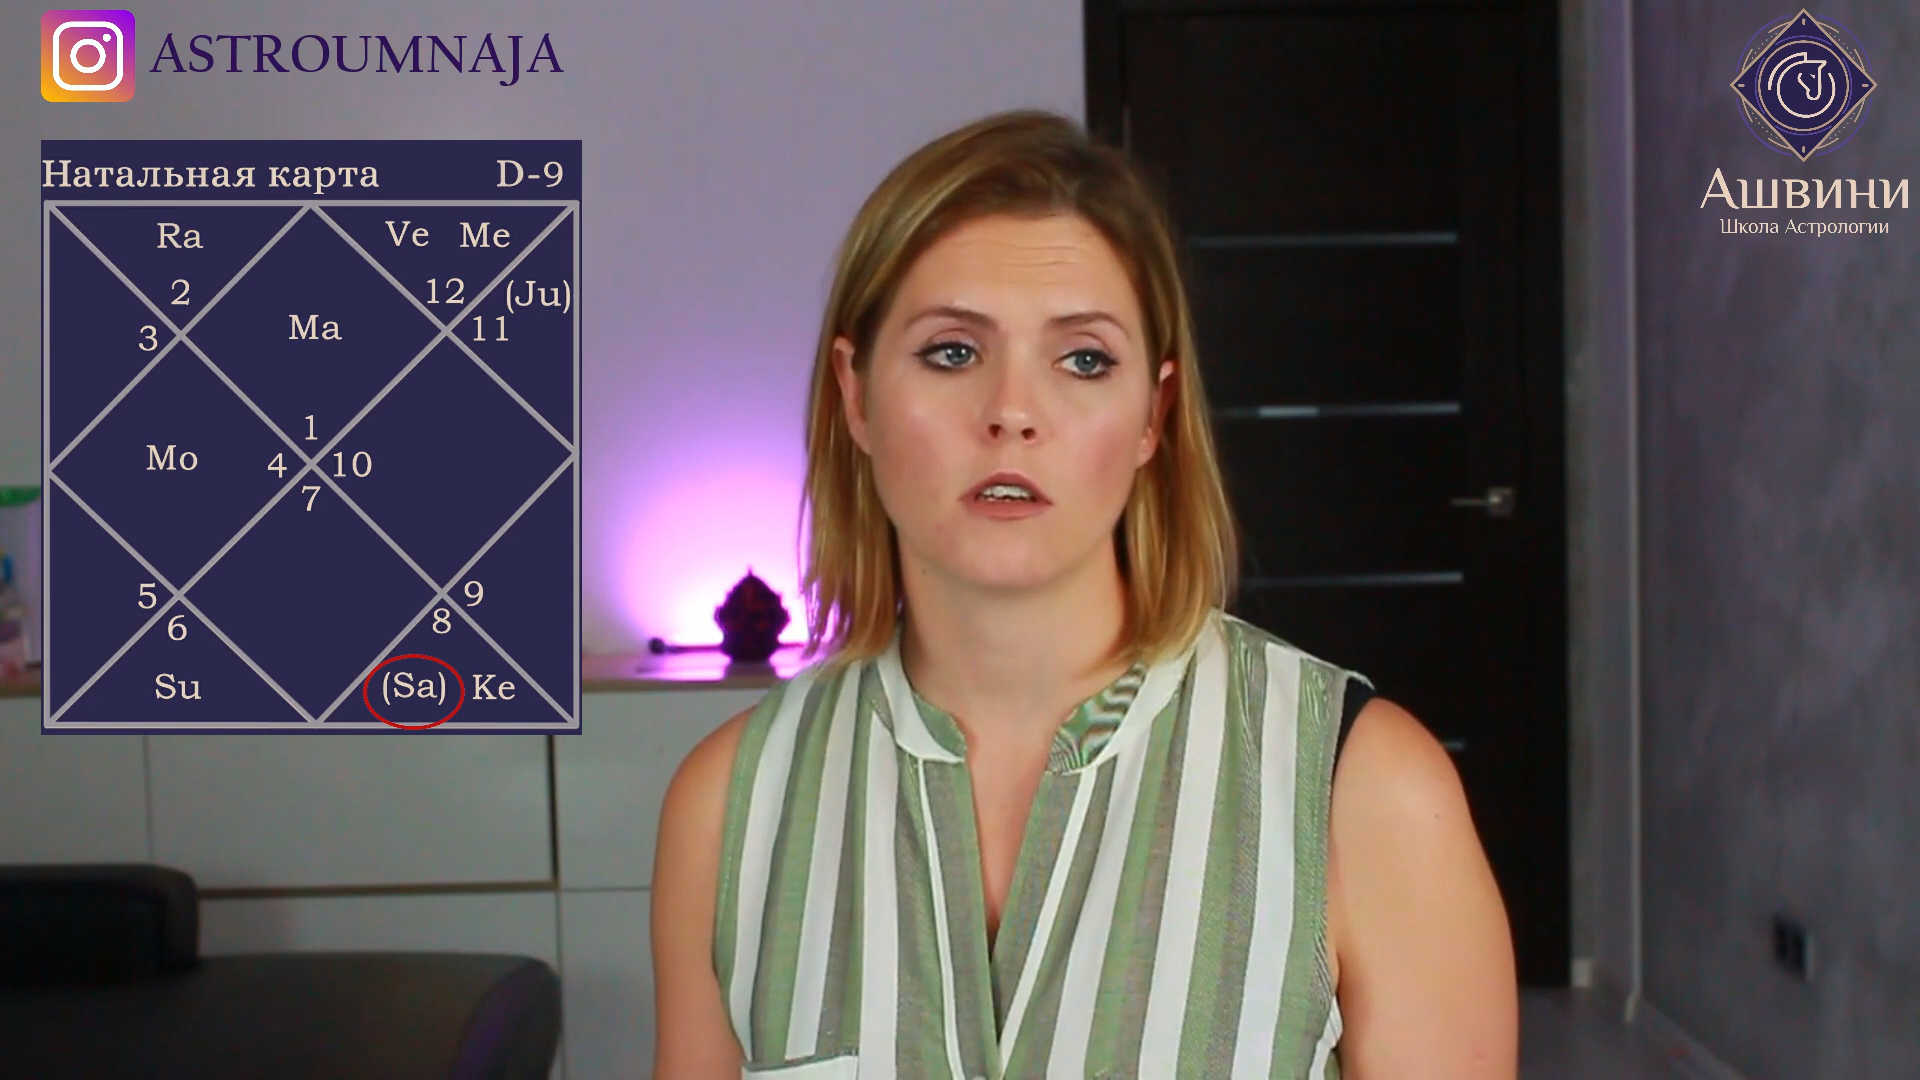 ASTROUMNAJA
Натальная карта D-9
Ra
Ve Me
2
12
(Ju)
3
Ma
11
1
Mo
4
10
7
5
9
6
8
Su
(Sa) Ke
Ашвини
Школа Астрологии